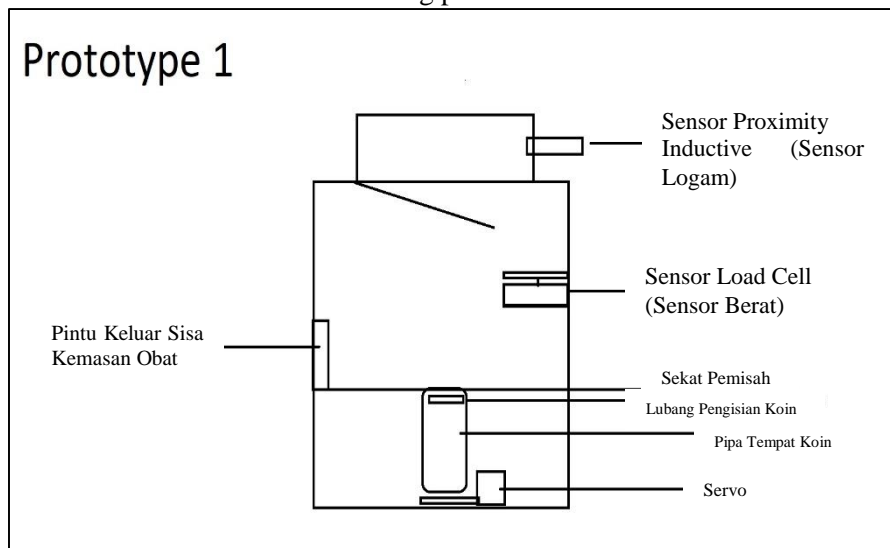 Prototype 1
Sensor Proximity
Inductive (Sensor
Logam)
Sensor Load Cell
(Sensor Berat)
Pintu Keluar Sisa
Kemasan Obat
Sekat Pemisah
Lubang Pengisian Koin
Pipa Tempat Koin
Servo